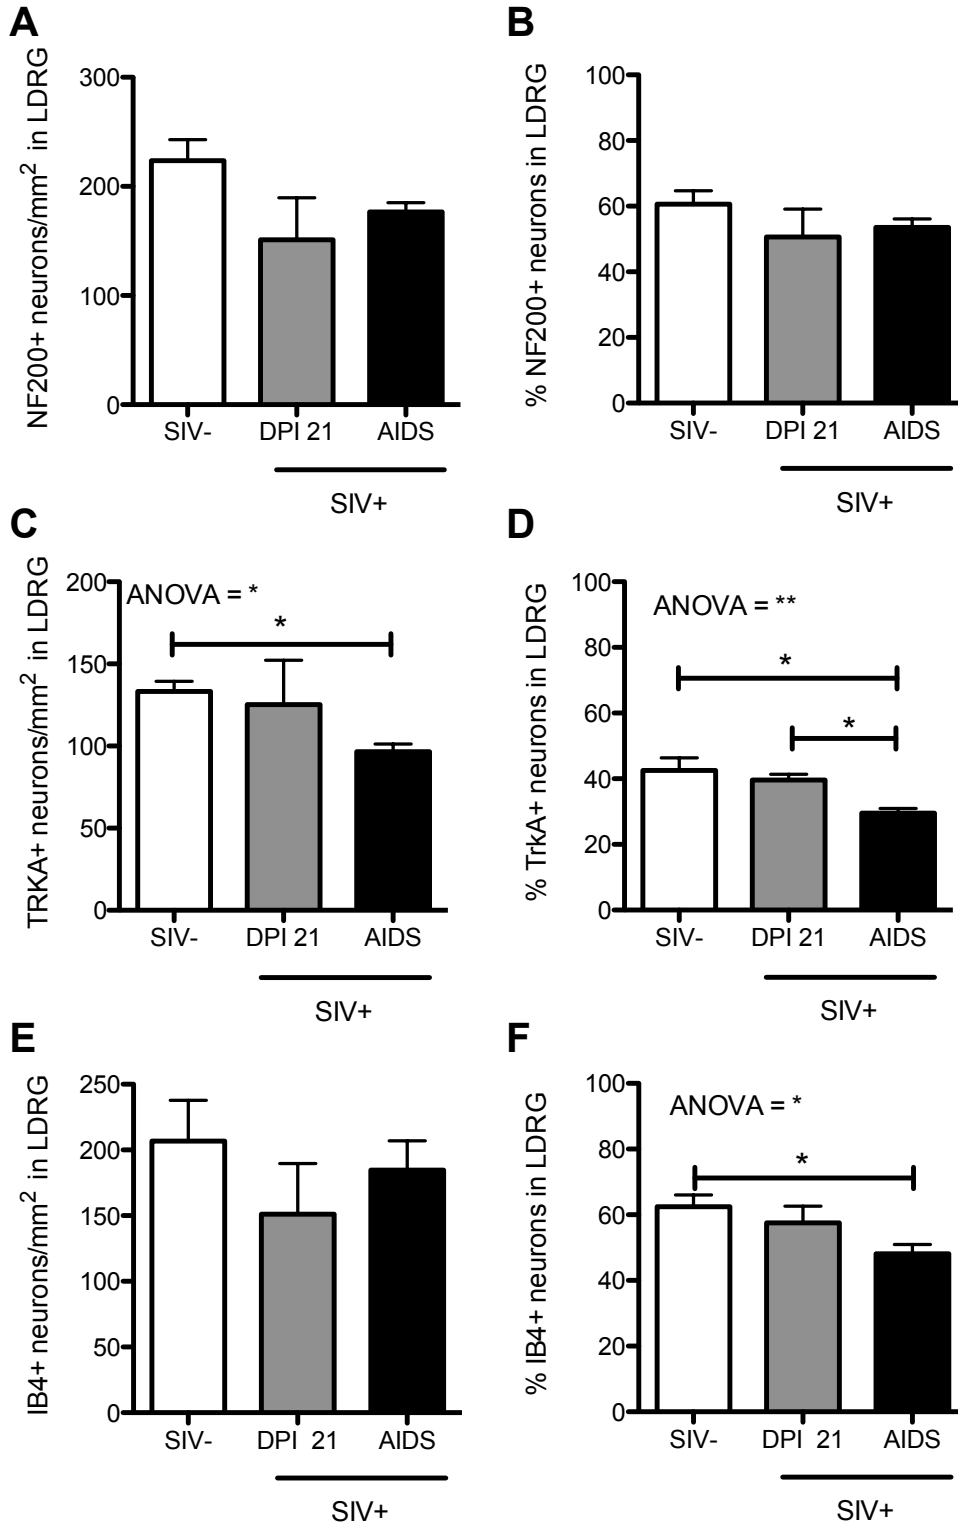 A
NF200+ neurons/mm² in LDRG
300
200
100
0
SIV- DPI 21 AIDS
SIV+
B
% NF200+ neurons in LDRG
100
80
60
40
20
0
SIV- DPI 21 AIDS
SIV+
C
TRKA+ neurons/mm² in LDRG
200
150
100
50
0
ANOVA = *
*
SIV- DPI 21 AIDS
SIV+
D
% TrkA+ neurons in LDRG
100
80
60
40
20
0
ANOVA = **
*
*
SIV- DPI 21 AIDS
SIV+
E
IB4+ neurons/mm² in LDRG
250
200
150
100
50
0
SIV- DPI 21 AIDS
SIV+
F
% IB4+ neurons in LDRG
100
80
60
40
20
0
ANOVA = *
*
SIV- DPI 21 AIDS
SIV+